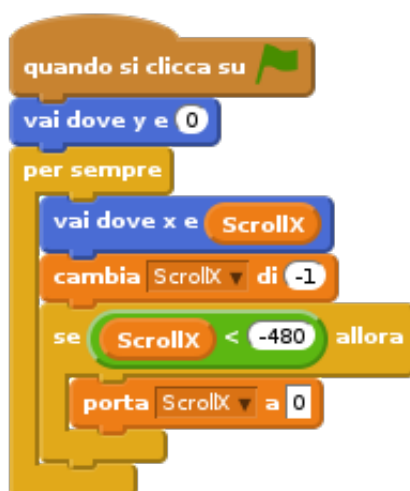 quando si clicca su
vai dove y e 0
per sempre
vai dove x e ScrollX
cambia ScrollX di -1
se ScrollX < -480 allora
porta ScrollX a 0